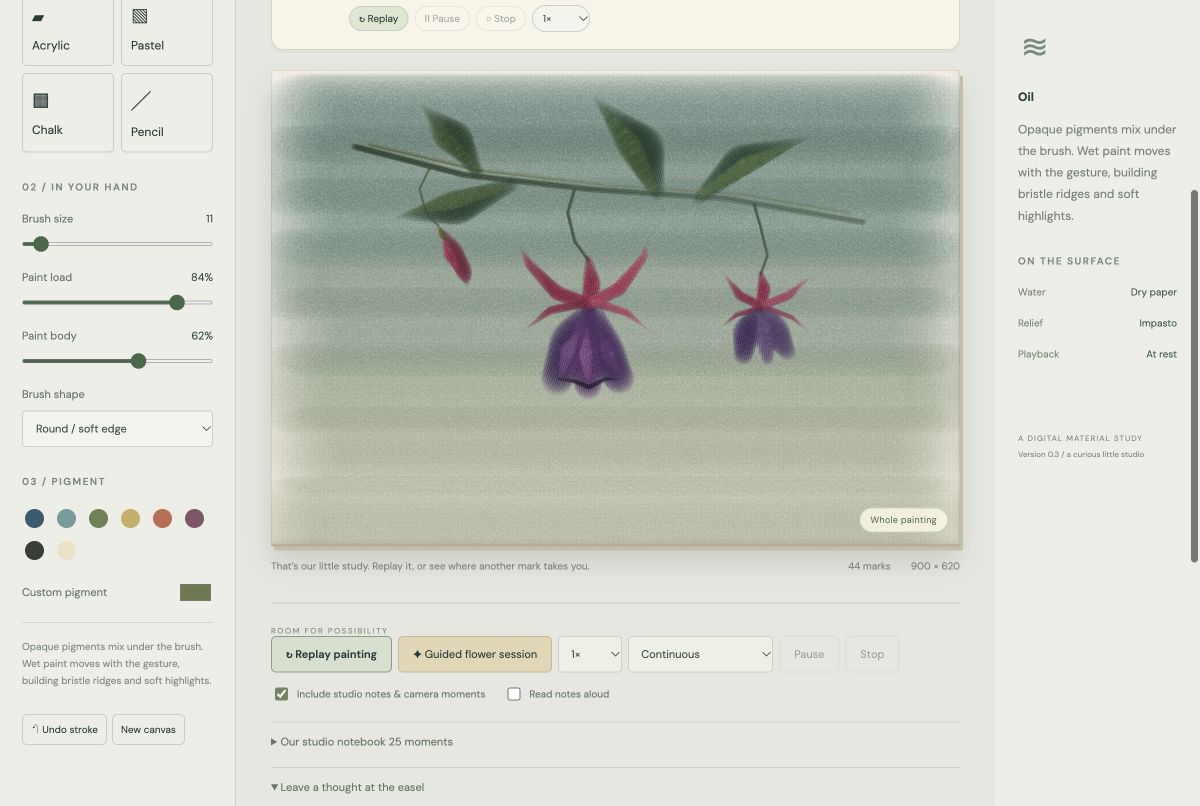 Acrylic
Pastel
Chalk
Pencil
02 / IN YOUR HAND
Brush size 11
Paint load 84%
Paint body 62%
Brush shape
Round / soft edge
03 / PIGMENT
Custom pigment
Opaque pigments mix under the brush.
Wet paint moves with the gesture,
building bristle ridges and soft highlights.
Undo stroke
New canvas
↻ Replay
II Pause
Stop
1×
Whole painting
That's our little study. Replay it, or see where another mark takes you.
44 marks
900 × 620
ROOM FOR POSSIBILITY
↻ Replay painting
✦ Guided flower session
1×
Continuous
Pause
Stop
Include studio notes & camera moments
Read notes aloud
▶ Our studio notebook 25 moments
▼ Leave a thought at the easel
Oil
Opaque pigments mix under
the brush. Wet paint moves
with the gesture, building
bristle ridges and soft
highlights.
ON THE SURFACE
Water Dry paper
Relief Impasto
Playback At rest
A DIGITAL MATERIAL STUDY
Version 0.3 / a curious little studio